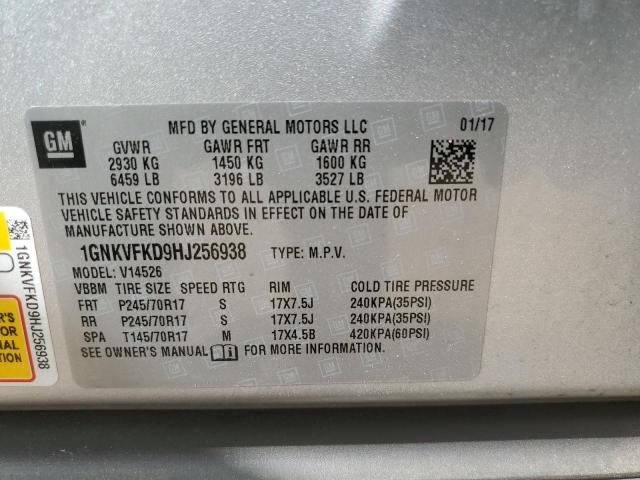 GM
MFD BY GENERAL MOTORS LLC 01/17
GVWR GAWR FRT GAWR RR
2930 KG 1450 KG 1600 KG
6459 LB 3196 LB 3527 LB
THIS VEHICLE CONFORMS TO ALL APPLICABLE U.S. FEDERAL MOTOR
VEHICLE SAFETY STANDARDS IN EFFECT ON THE DATE OF
MANUFACTURE SHOWN ABOVE.
1GNKVFKD9HJ256938 TYPE: M.P.V.
MODEL: V14526
VBBM TIRE SIZE SPEED RTG RIM COLD TIRE PRESSURE
FRT P245/70R17 S 17X7.5J 240KPA(35PSI)
RR P245/70R17 S 17X7.5J 240KPA(35PSI)
SPA T145/70R17 M 17X4.5B 420KPA(60PSI)
SEE OWNER'S MANUAL FOR MORE INFORMATION.
1GNKVFKD9HJ256938
R'S
FOR
MORE
ION